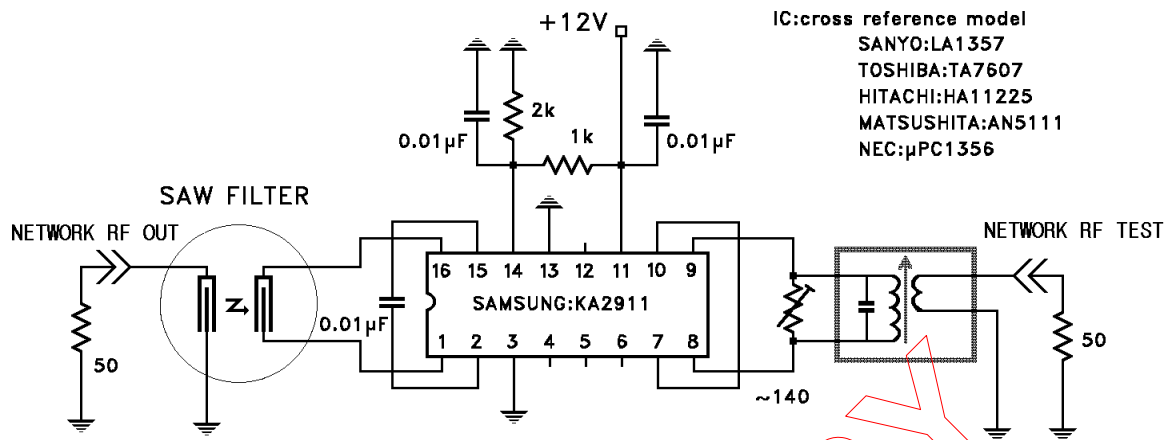 +12V
IC:cross reference model
SANYO:LA1357
TOSHIBA:TA7607
HITACHI:HA11225
MATSUSHITA:AN5111
NEC:µPC1356
2k
0.01µF
1k
0.01µF
SAW FILTER
NETWORK RF OUT
NETWORK RF TEST
16 15 14 13 12 11 10 9
SAMSUNG:KA2911
0.01µF
1 2 3 4 5 6 7 8
50
50
~140